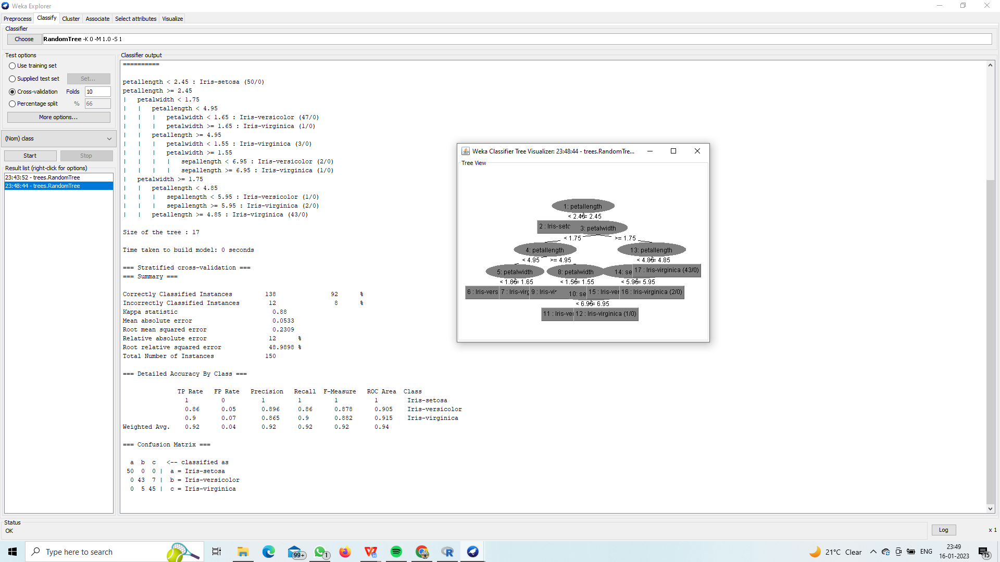 Weka Explorer
Preprocess Classify Cluster Associate Select attributes Visualize
Classifier
Choose RandomTree -K 0 -M 1.0 -S 1
Test options
Use training set
Supplied test set Set...
Cross-validation Folds 10
Percentage split % 66
More options...
(Nom) class
Start Stop
Result list (right-click for options)
23:43:52 - trees.RandomTree
23:48:44 - trees.RandomTree
Classifier output
==========
petallength < 2.45 : Iris-setosa (50/0)
petallength >= 2.45
|   petalwidth < 1.75
|   |   petallength < 4.95
|   |   |   petalwidth < 1.65 : Iris-versicolor (47/0)
|   |   |   petalwidth >= 1.65 : Iris-virginica (1/0)
|   |   petallength >= 4.95
|   |   |   petalwidth < 1.55 : Iris-virginica (3/0)
|   |   |   petalwidth >= 1.55
|   |   |   |   sepallength < 6.95 : Iris-versicolor (2/0)
|   |   |   |   sepallength >= 6.95 : Iris-virginica (1/0)
|   petalwidth >= 1.75
|   |   petallength < 4.85
|   |   |   sepallength < 5.95 : Iris-versicolor (1/0)
|   |   |   sepallength >= 5.95 : Iris-virginica (2/0)
|   |   petallength >= 4.85 : Iris-virginica (43/0)
Size of the tree : 17
Time taken to build model: 0 seconds
=== Stratified cross-validation ===
=== Summary ===
Correctly Classified Instances 138 92 %
Incorrectly Classified Instances 12 8 %
Kappa statistic 0.88
Mean absolute error 0.0533
Root mean squared error 0.2309
Relative absolute error 12 %
Root relative squared error 48.9898 %
Total Number of Instances 150
=== Detailed Accuracy By Class ===
TP Rate FP Rate Precision Recall F-Measure ROC Area Class
1 0 1 1 1 1 Iris-setosa
0.86 0.05 0.896 0.86 0.878 0.905 Iris-versicolor
0.9 0.07 0.865 0.9 0.882 0.915 Iris-virginica
Weighted Avg. 0.92 0.04 0.92 0.92 0.92 0.94
=== Confusion Matrix ===
a b c <-- classified as
50 0 0 | a = Iris-setosa
0 43 7 | b = Iris-versicolor
0 5 45 | c = Iris-virginica
Weka Classifier Tree Visualizer: 23:48:44 - trees.RandomTre...
Tree View
1: petallength
< 2.45 >= 2.45
2 : Iris-seto 3: petalwidth
< 1.75 >= 1.75
4: petallength 13: petallength
< 4.95 >= 4.95 < 4.85 >= 4.85
5: petalwidth 8: petalwidth 14: se 17 : Iris-virginica (43/0)
< 1.65 >= 1.65 < 1.55 >= 1.55 < 5.95 >= 5.95
6 : Iris-vers 7 : Iris-virg 9 : Iris-vir 10: se 15 : Iris-ver 16 : Iris-virginica (2/0)
< 6.95 >= 6.95
11 : Iris-ver 12 : Iris-virginica (1/0)
Status
OK
Log x 1
Type here to search
99+ 1
21°C Clear ENG
23:49
16-01-2023
15